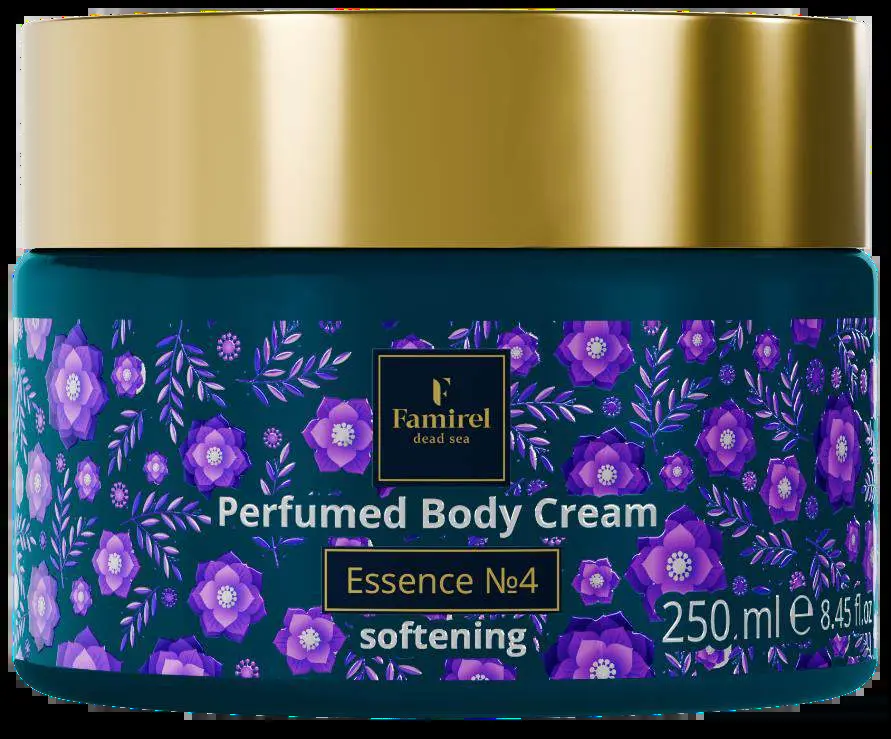 Famirel
dead sea
Perfumed Body Cream
Essence №4
softening
250 ml ℮ 8.45 fl.oz